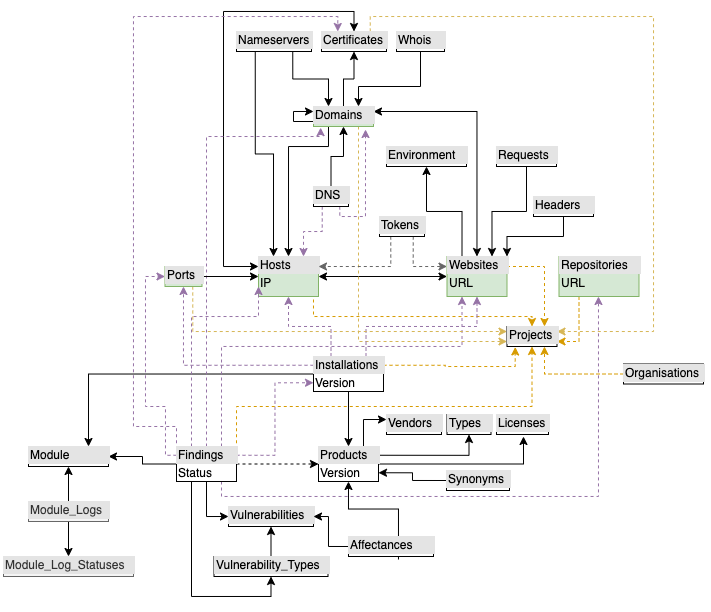 Nameservers
Certificates
Whois
Domains
Environment
Requests
DNS
Headers
Tokens
Hosts
IP
Websites
URL
Repositories
URL
Ports
Projects
Installations
Version
Organisations
Vendors
Types
Licenses
Module
Findings
Status
Products
Version
Synonyms
Module_Logs
Vulnerabilities
Affectances
Module_Log_Statuses
Vulnerability_Types